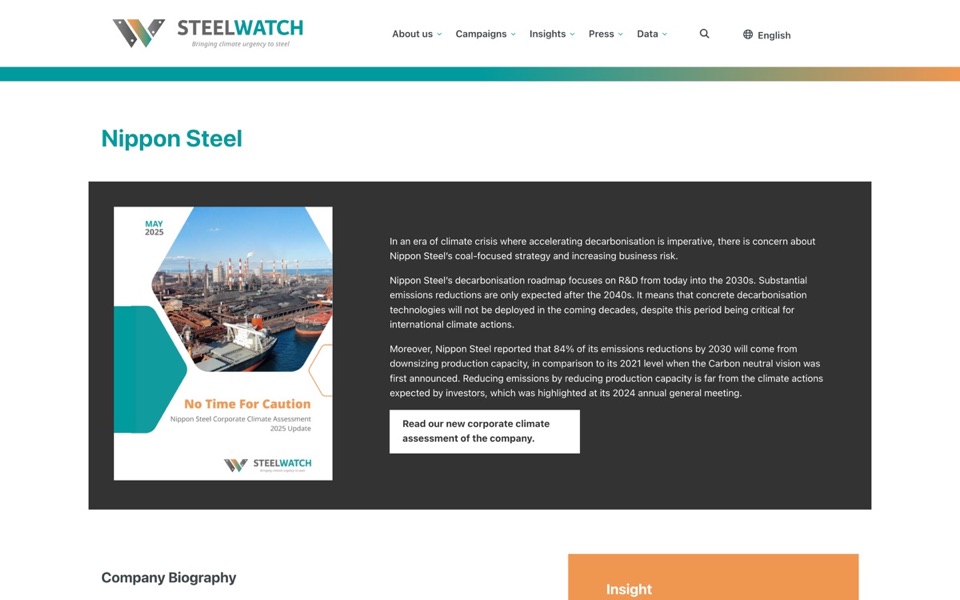 STEELWATCH
Bringing climate urgency to steel
About us
Campaigns
Insights
Press
Data
English
Nippon Steel
MAY
2025
No Time For Caution
Nippon Steel Corporate Climate Assessment
2025 Update
STEELWATCH
Bringing climate urgency to steel
In an era of climate crisis where accelerating decarbonisation is imperative, there is concern about
Nippon Steel's coal-focused strategy and increasing business risk.
Nippon Steel's decarbonisation roadmap focuses on R&D from today into the 2030s. Substantial
emissions reductions are only expected after the 2040s. It means that concrete decarbonisation
technologies will not be deployed in the coming decades, despite this period being critical for
international climate actions.
Moreover, Nippon Steel reported that 84% of its emissions reductions by 2030 will come from
downsizing production capacity, in comparison to its 2021 level when the Carbon neutral vision was
first announced. Reducing emissions by reducing production capacity is far from the climate actions
expected by investors, which was highlighted at its 2024 annual general meeting.
Read our new corporate climate
assessment of the company.
Company Biography
Insight